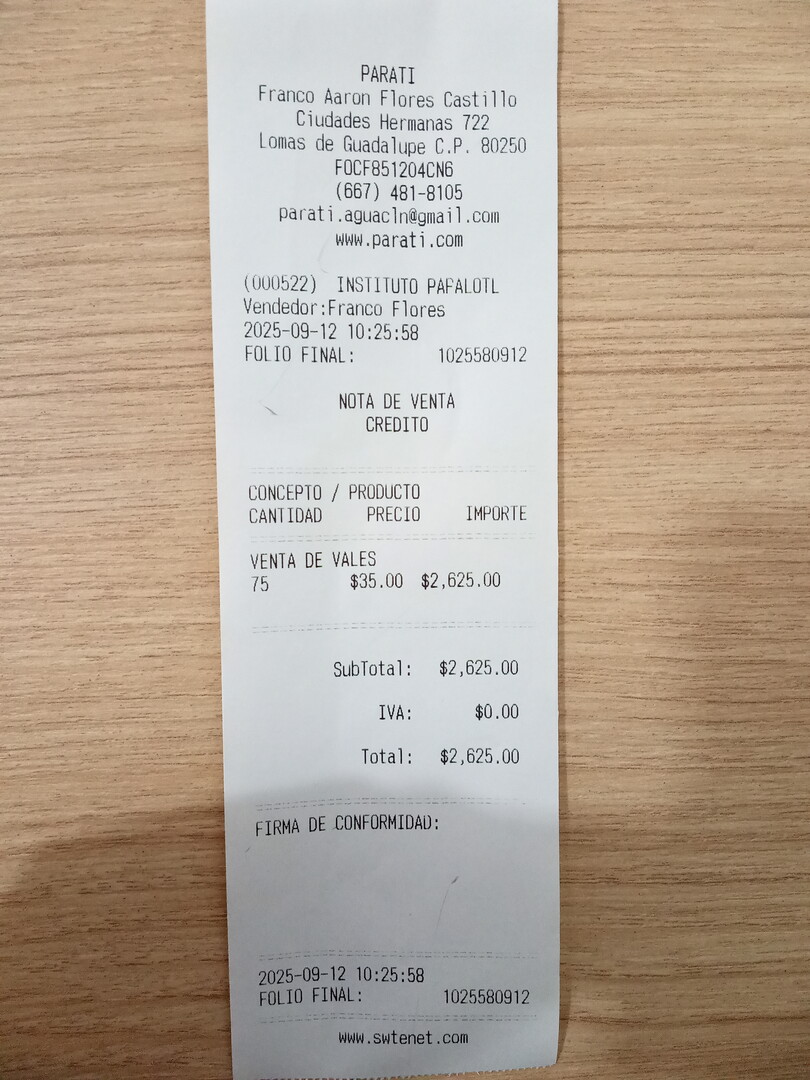 PARATI
Franco Aaron Flores Castillo
Ciudades Hermanas 722
Lomas de Guadalupe C.P. 80250
FOCF851204CN6
(667) 481-8105
parati.aguacln@gmail.com
www.parati.com
(000522) INSTITUTO PAPALOTL
Vendedor:Franco Flores
2025-09-12 10:25:58
FOLIO FINAL: 1025580912
NOTA DE VENTA
CREDITO
CONCEPTO / PRODUCTO
CANTIDAD PRECIO IMPORTE
VENTA DE VALES
75 $35.00 $2,625.00
SubTotal: $2,625.00
IVA: $0.00
Total: $2,625.00
FIRMA DE CONFORMIDAD:
2025-09-12 10:25:58
FOLIO FINAL: 1025580912
www.swtenet.com